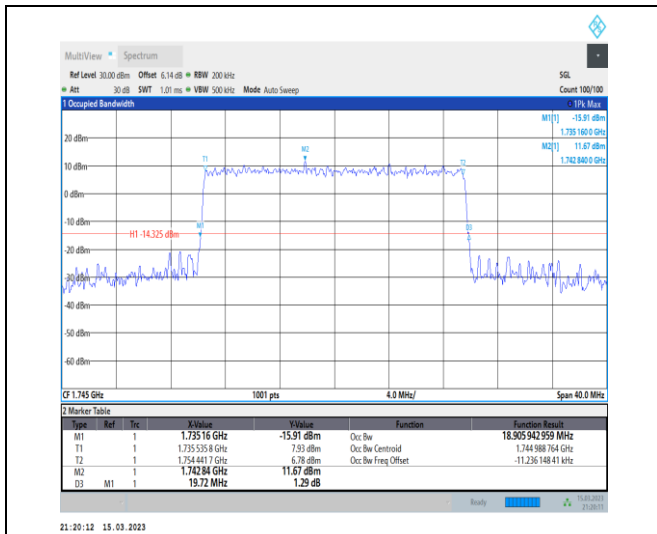 MultiView Spectrum
Ref Level 30.00 dBm Offset 6.14 dB RBW 200 kHz SGL
Att 30 dB SWT 1.01 ms VBW 500 kHz Mode Auto Sweep Count 100/100
1 Occupied Bandwidth 1Pk Max
M1[1] -15.91 dBm
1.735 160 0 GHz
M2[1] 11.67 dBm
1.742 840 0 GHz
20 dBm
M2
T1
T2
10 dBm
0 dBm
-10 dBm
M1
D3
H1 -14.325 dBm
-20 dBm
-30 dBm
-40 dBm
-50 dBm
-60 dBm
CF 1.745 GHz 1001 pts 4.0 MHz/ Span 40.0 MHz
2 Marker Table
Type Ref Trc X-Value Y-Value Function Function Result
M1 1 1.73516 GHz -15.91 dBm Occ Bw 18.905 942 959 MHz
T1 1 1.735 535 8 GHz 7.93 dBm Occ Bw Centroid 1.744 988 764 GHz
T2 1 1.754 441 7 GHz 6.78 dBm Occ Bw Freq Offset -11.236 148 41 kHz
M2 1 1.74284 GHz 11.67 dBm
D3 M1 1 19.72 MHz 1.29 dB
Ready 15.03.2023
21:20:11
21:20:12 15.03.2023